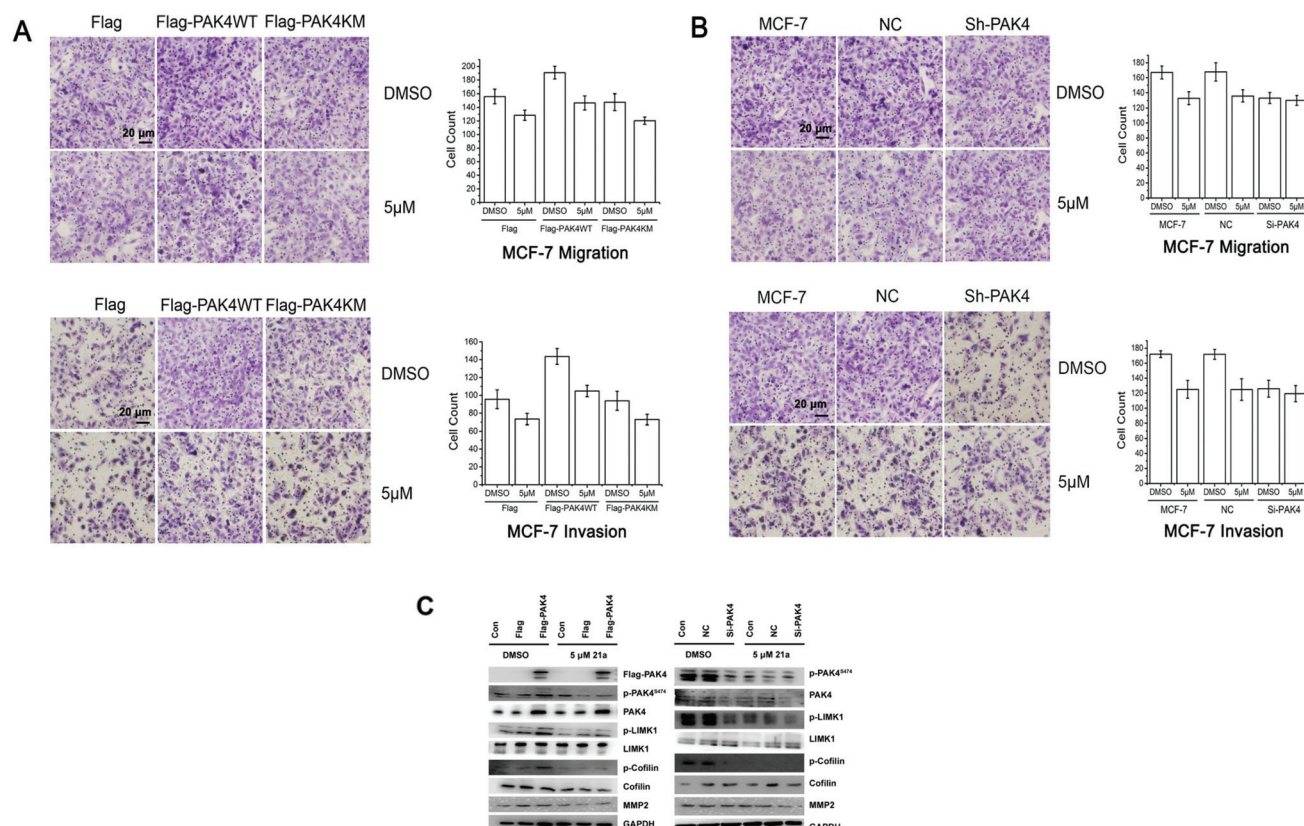 A
Flag Flag-PAK4WT Flag-PAK4KM
DMSO
20 μm
5μM
Cell Count
200
180
160
140
120
100
80
60
40
20
0
DMSO 5μM DMSO 5μM DMSO 5μM
Flag Flag-PAK4WT Flag-PAK4KM
MCF-7 Migration
Flag Flag-PAK4WT Flag-PAK4KM
DMSO
20 μm
5μM
Cell Count
160
140
120
100
80
60
40
20
0
DMSO 5μM DMSO 5μM DMSO 5μM
Flag Flag-PAK4WT Flag-PAK4KM
MCF-7 Invasion
B
MCF-7 NC Sh-PAK4
DMSO
20 μm
5μM
Cell Count
180
160
140
120
100
80
60
40
20
0
DMSO 5μM DMSO 5μM DMSO 5μM
MCF-7 NC Si-PAK4
MCF-7 Migration
MCF-7 NC Sh-PAK4
DMSO
20 μm
5μM
Cell Count
180
160
140
120
100
80
60
40
20
0
DMSO 5μM DMSO 5μM DMSO 5μM
MCF-7 NC Si-PAK4
MCF-7 Invasion
C
Con Flag Flag-PAK4 Con Flag Flag-PAK4
DMSO 5 μM 21a
Flag-PAK4
p-PAK4S474
PAK4
p-LIMK1
LIMK1
p-Cofilin
Cofilin
MMP2
GAPDH
Con NC Si-PAK4 Con NC Si-PAK4
DMSO 5 μM 21a
p-PAK4S474
PAK4
p-LIMK1
LIMK1
p-Cofilin
Cofilin
MMP2
GAPDH